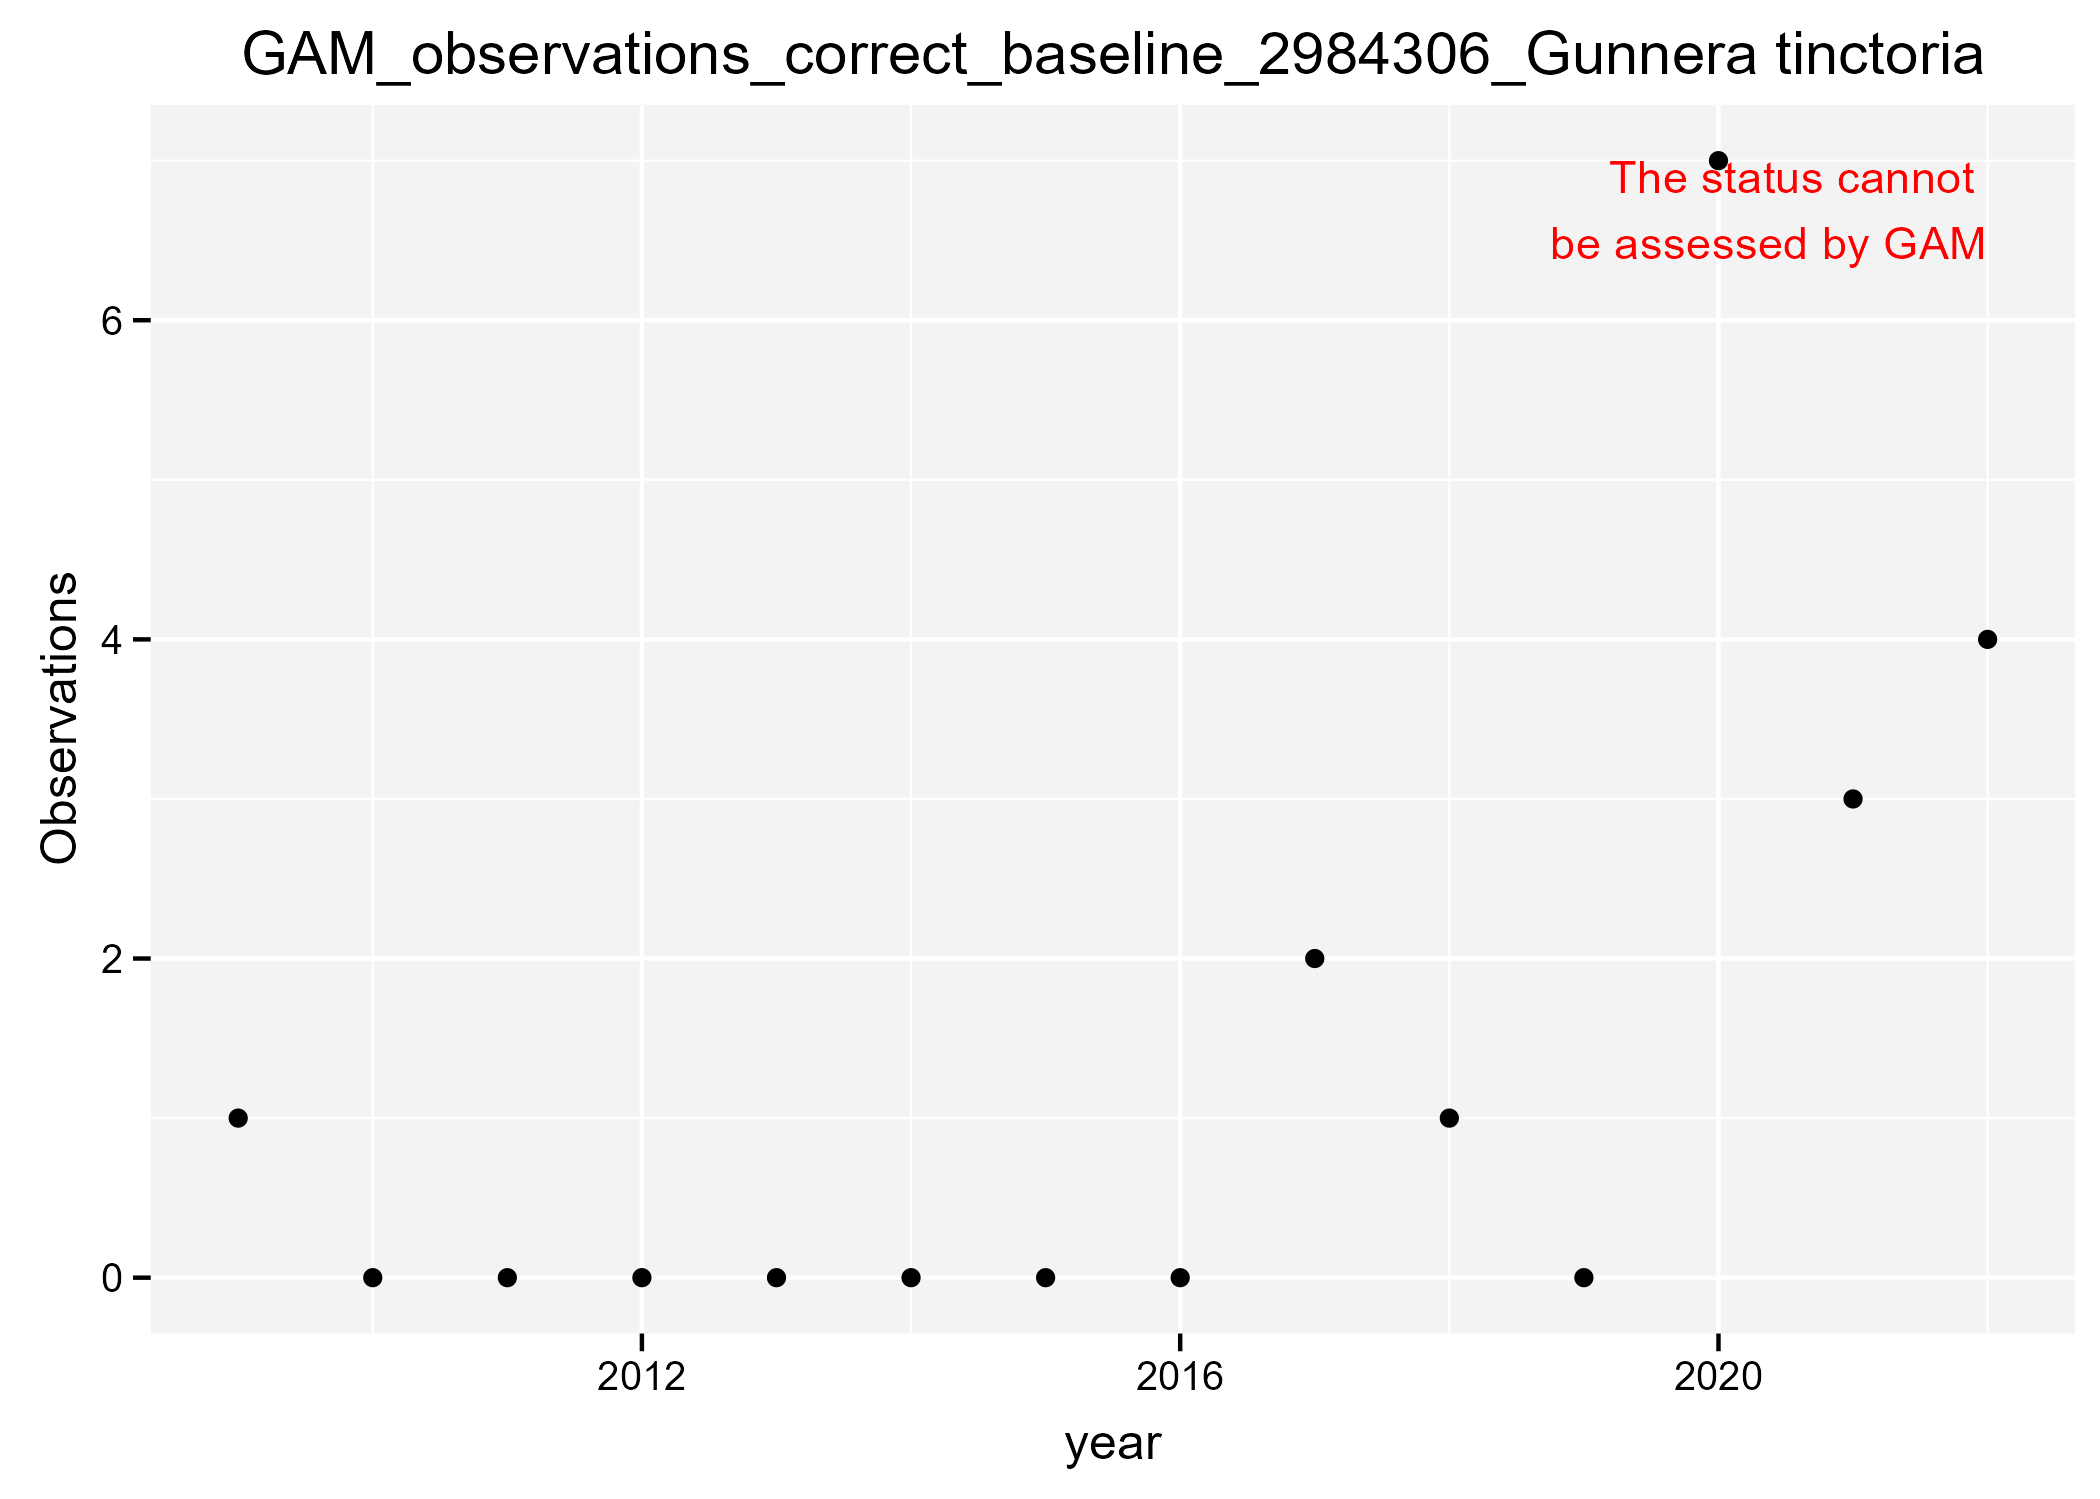 GAM_observations_correct_baseline_2984306_Gunnera tinctoria
The status cannot
be assessed by GAM
6
4
2
0
Observations
2012 2016 2020
year